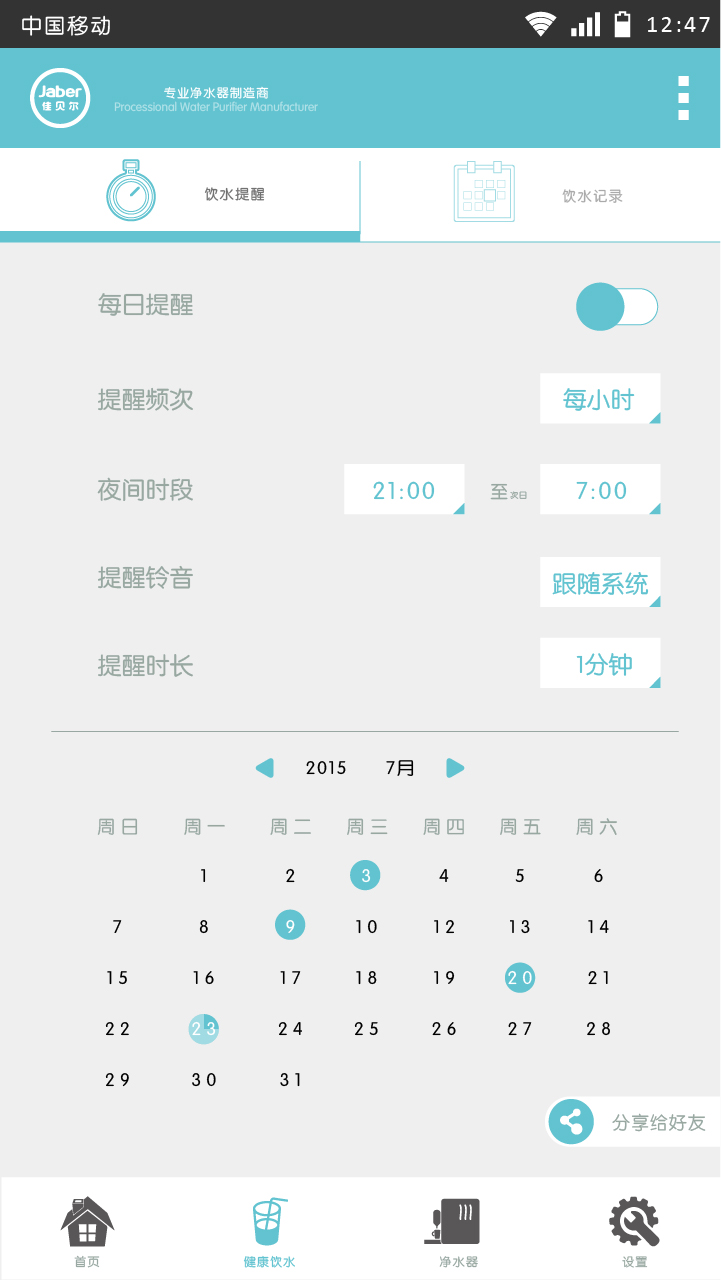 中国移动 12:47
Jaber
佳贝尔
专业净水器制造商
Processional Water Purifier Manufacturer
饮水提醒 饮水记录
每日提醒
提醒频次 每小时
夜间时段 21:00 至次日 7:00
提醒铃音 跟随系统
提醒时长 1分钟
2015 7月
周日 周一 周二 周三 周四 周五 周六
1 2 3 4 5 6
7 8 9 10 12 13 14
15 16 17 18 19 20 21
22 23 24 25 26 27 28
29 30 31
分享给好友
首页 健康饮水 净水器 设置